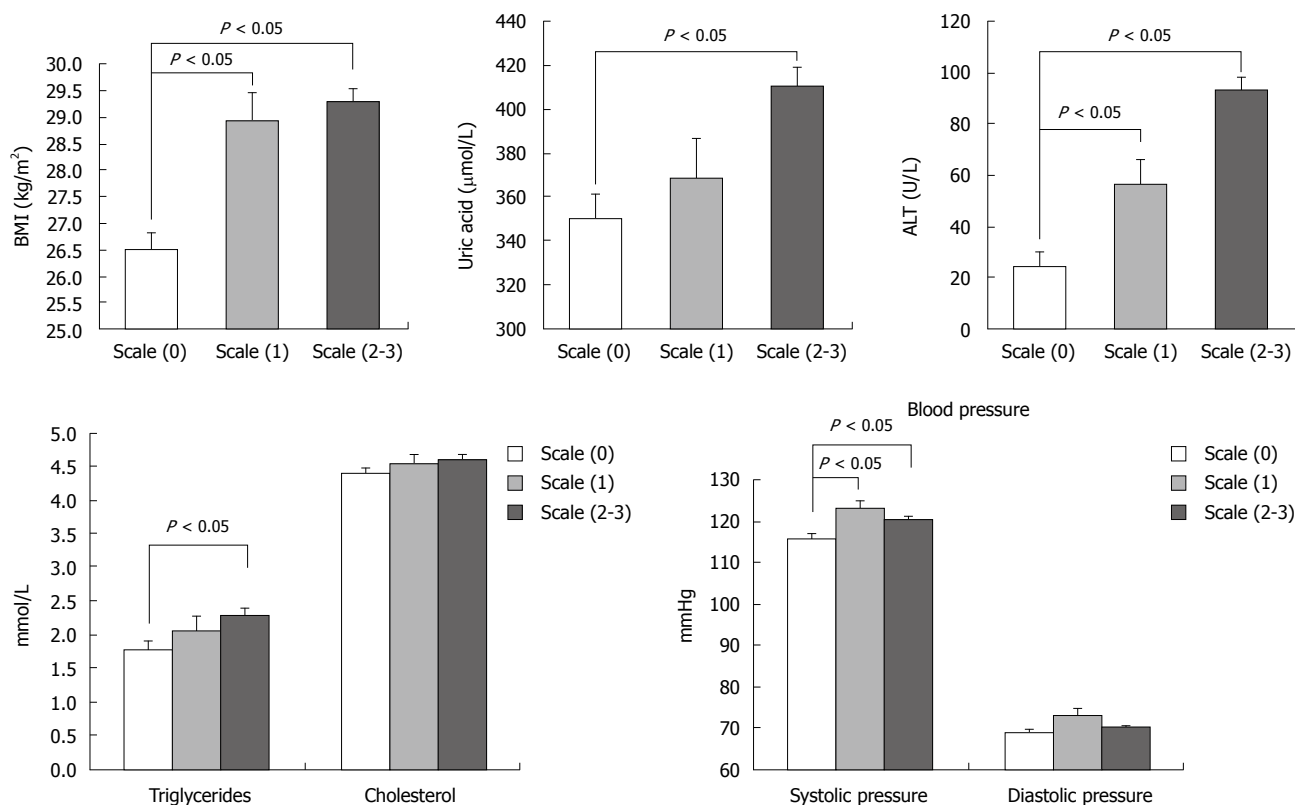 P < 0.05
P < 0.05
BMI (kg/m²)
30.0
29.5
29.0
28.5
28.0
27.5
27.0
26.5
26.0
25.5
25.0
Scale (0) Scale (1) Scale (2-3)
P < 0.05
Uric acid (μmol/L)
440
420
400
380
360
340
320
300
Scale (0) Scale (1) Scale (2-3)
P < 0.05
P < 0.05
ALT (U/L)
120
100
80
60
40
20
0
Scale (0) Scale (1) Scale (2-3)
P < 0.05
mmol/L
5.0
4.5
4.0
3.5
3.0
2.5
2.0
1.5
1.0
0.5
0.0
Triglycerides Cholesterol
Scale (0)
Scale (1)
Scale (2-3)
Blood pressure
P < 0.05
P < 0.05
mmHg
130
120
110
100
90
80
70
60
Systolic pressure Diastolic pressure
Scale (0)
Scale (1)
Scale (2-3)